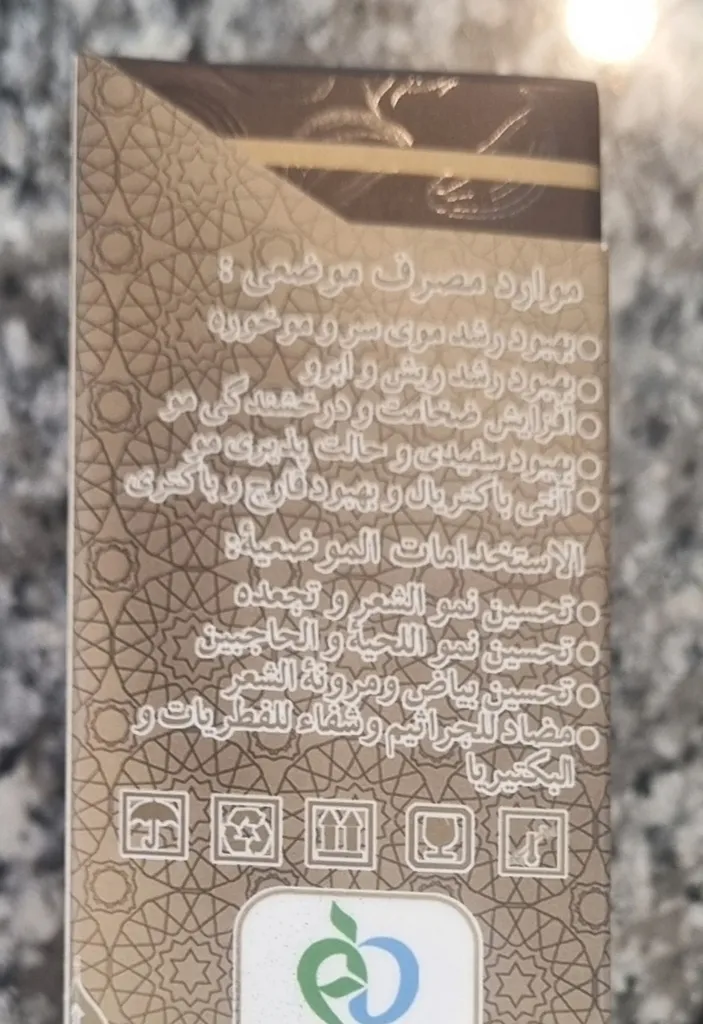 موارد مصرف موضعی :
بهبود رشد موی سر و موخوره
بهبود رشد ریش و ابرو
افزایش ضخامت و درخشندگی مو
بهبود سفیدی و حالت پذیری مو
آنتی باکتریال و بهبود قارچ و باکتری
الاستخدامات الموضعية:
تحسين نمو الشعر و تجعده
تحسين نمو اللحية و الحاجبين
تحسين بياض ومرونة الشعر
مضاد للجراثيم و شفاء للفطريات و
البكتيريا